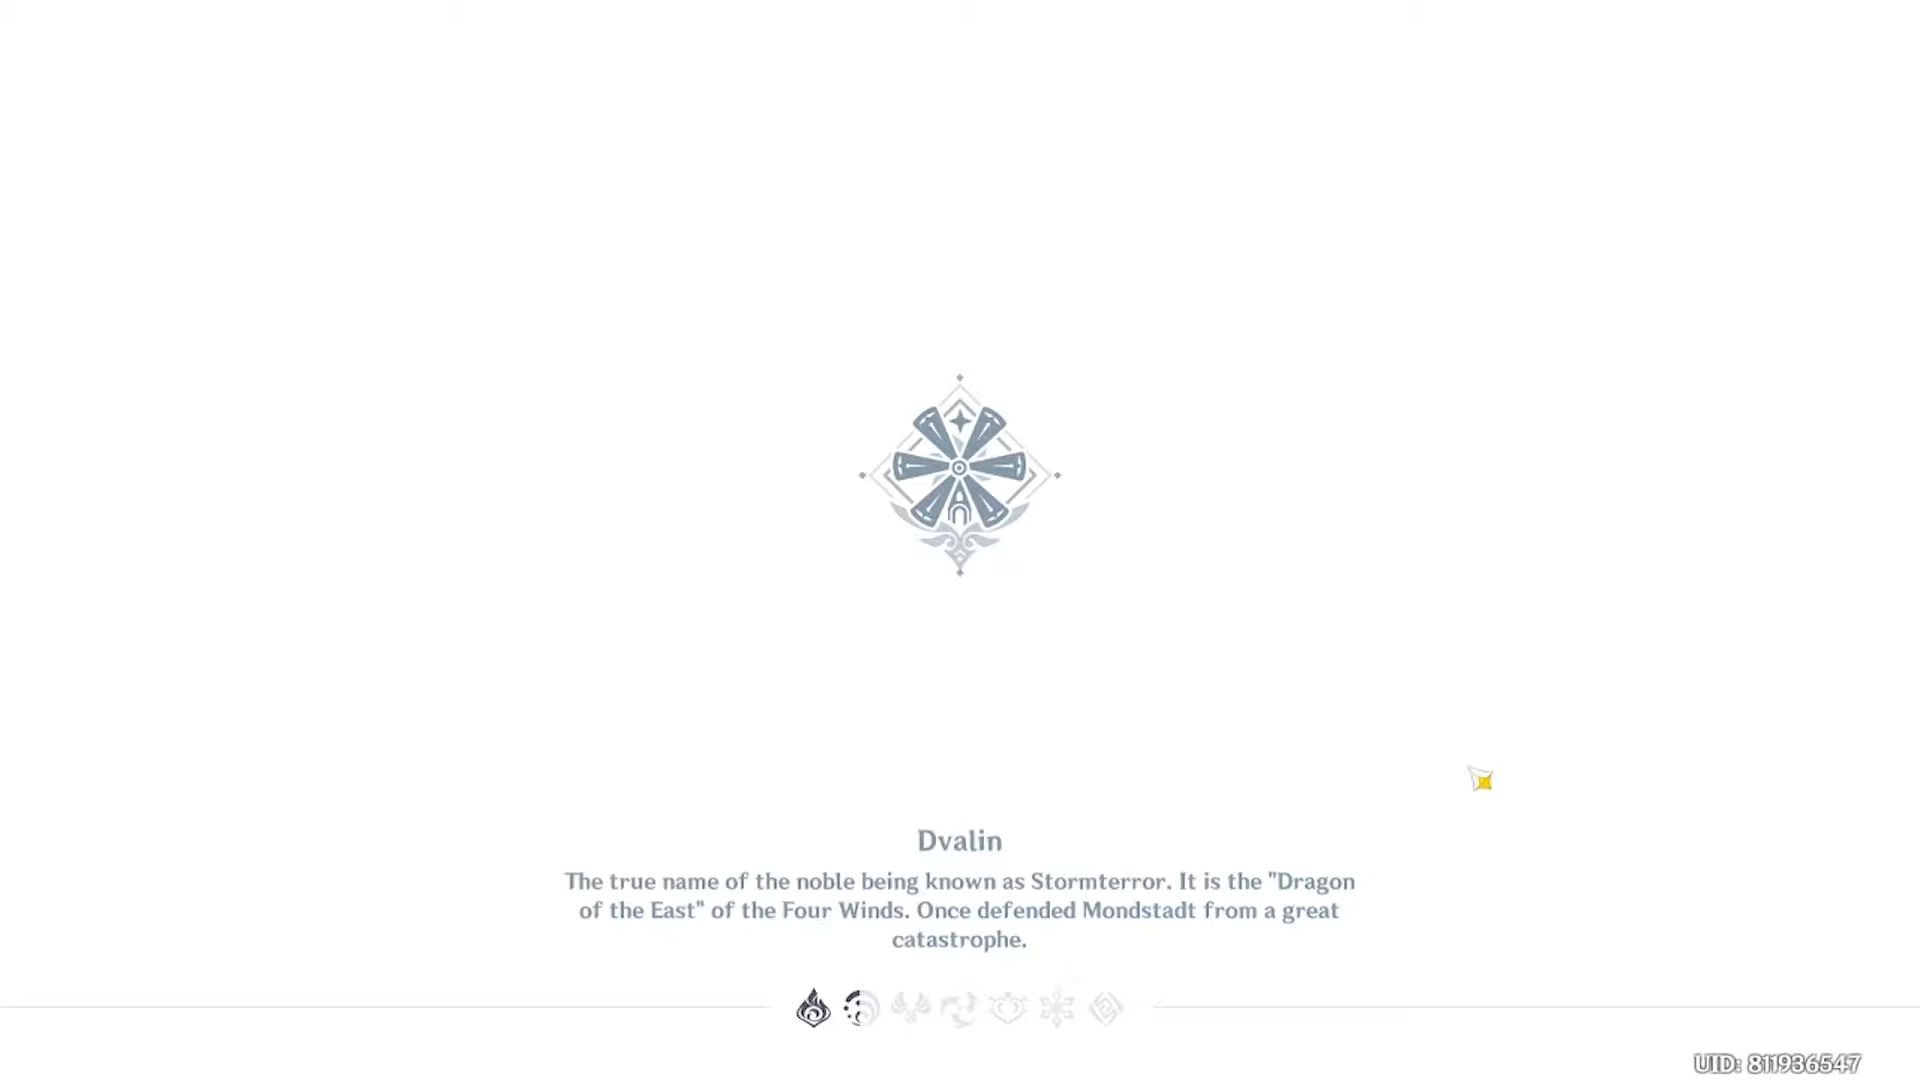 Dvalin
The true name of the noble being known as Stormterror. It is the "Dragon
of the East" of the Four Winds. Once defended Mondstadt from a great
catastrophe.
UID: 811936547